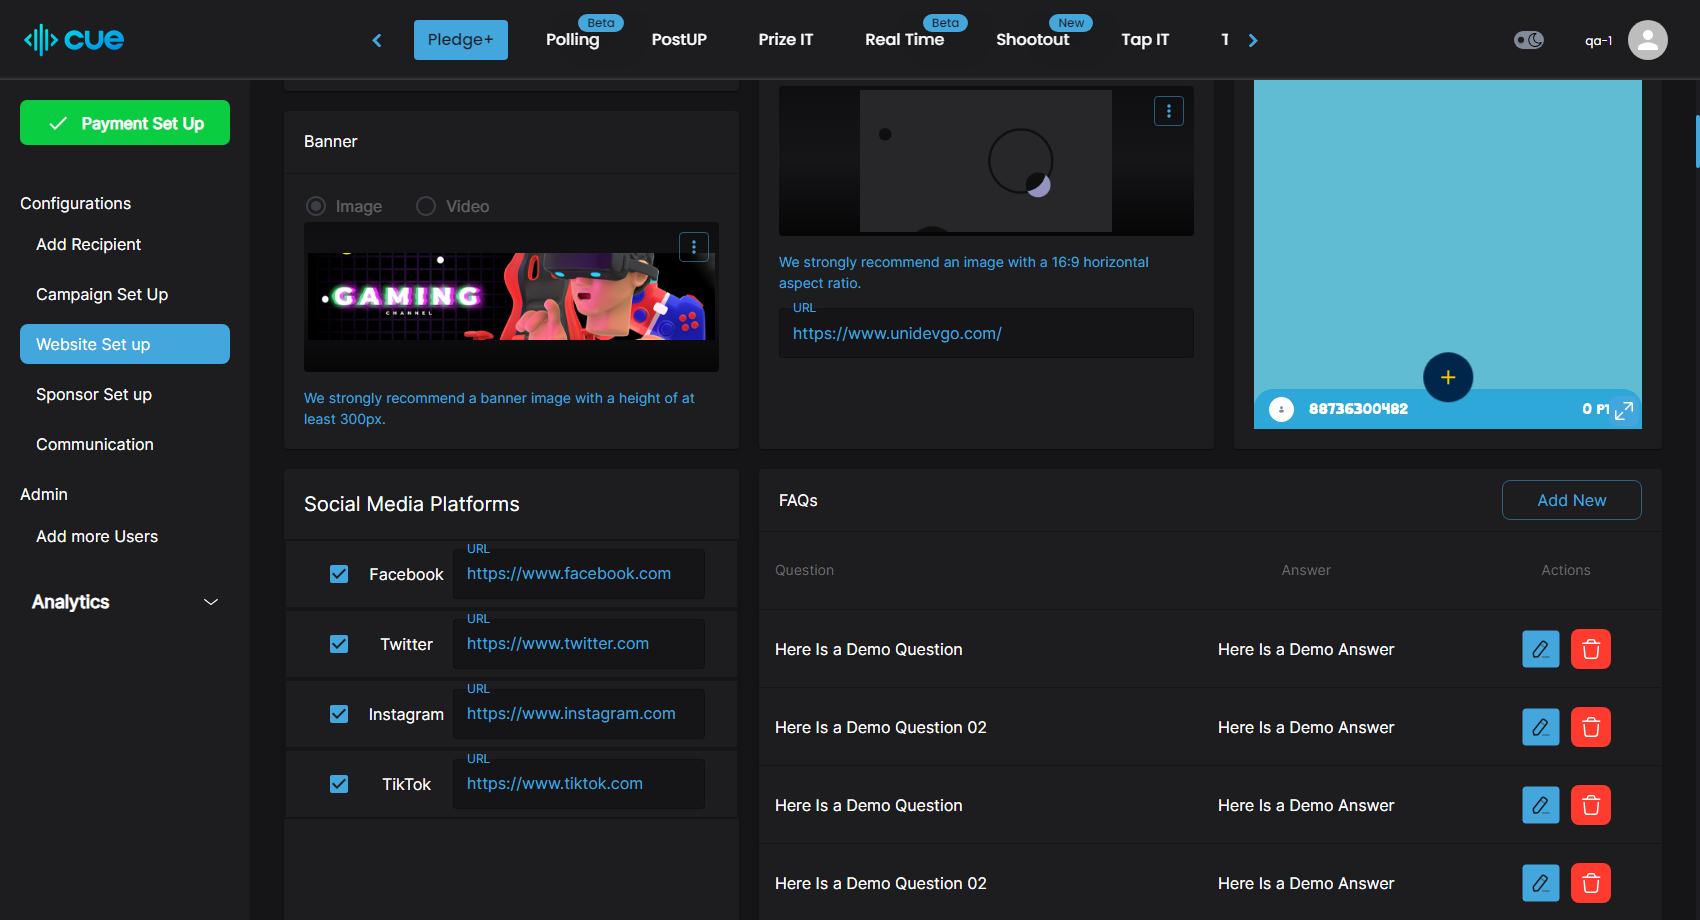 cue
Pledge+
Polling
Beta
PostUP
Prize IT
Real Time
Beta
Shootout
New
Tap IT
T
qa-1
Payment Set Up
Configurations
Add Recipient
Campaign Set Up
Website Set up
Sponsor Set up
Communication
Admin
Add more Users
Analytics
Banner
Image
Video
GAMING
CHANNEL
We strongly recommend a banner image with a height of at
least 300px.
We strongly recommend an image with a 16:9 horizontal
aspect ratio.
URL
https://www.unidevgo.com/
88736300482
0 PT
Social Media Platforms
Facebook
URL
https://www.facebook.com
Twitter
URL
https://www.twitter.com
Instagram
URL
https://www.instagram.com
TikTok
URL
https://www.tiktok.com
FAQs
Add New
Question
Answer
Actions
Here Is a Demo Question
Here Is a Demo Answer
Here Is a Demo Question 02
Here Is a Demo Answer
Here Is a Demo Question
Here Is a Demo Answer
Here Is a Demo Question 02
Here Is a Demo Answer